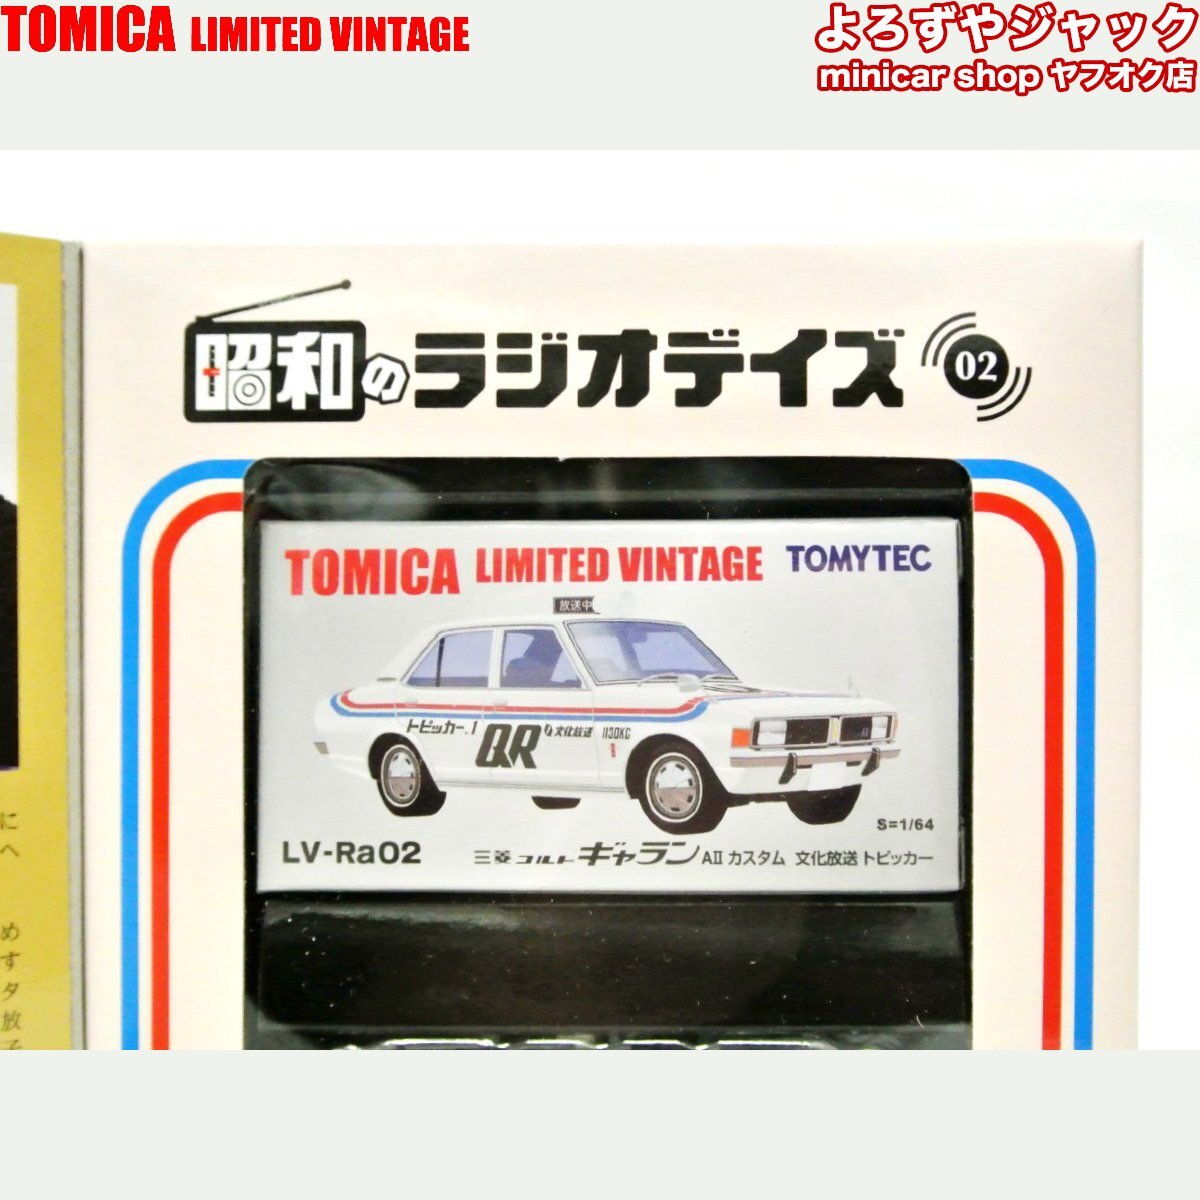 TOMICA LIMITED VINTAGE
よろずやジャック
minicar shop ヤフオク店
昭和のラジオデイズ 02
TOMICA LIMITED VINTAGE TOMYTEC
放送中
トピッカー.1 QR 文化放送 1130KC
S=1/64
LV-Ra02 三菱 コルト ギャラン AII カスタム 文化放送 トピッカー
に
へ
め
す
タ
放